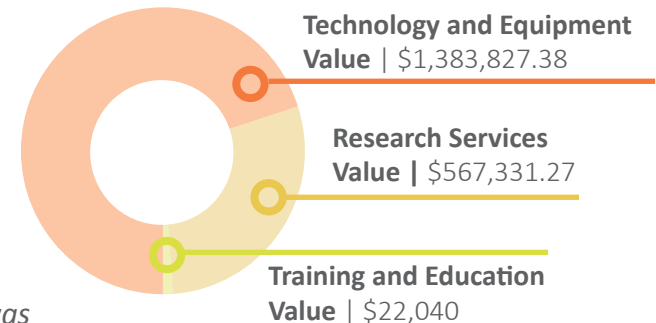 Technology and Equipment
Value | $1,383,827.38
Research Services
Value | $567,331.27
Training and Education
Value | $22,040